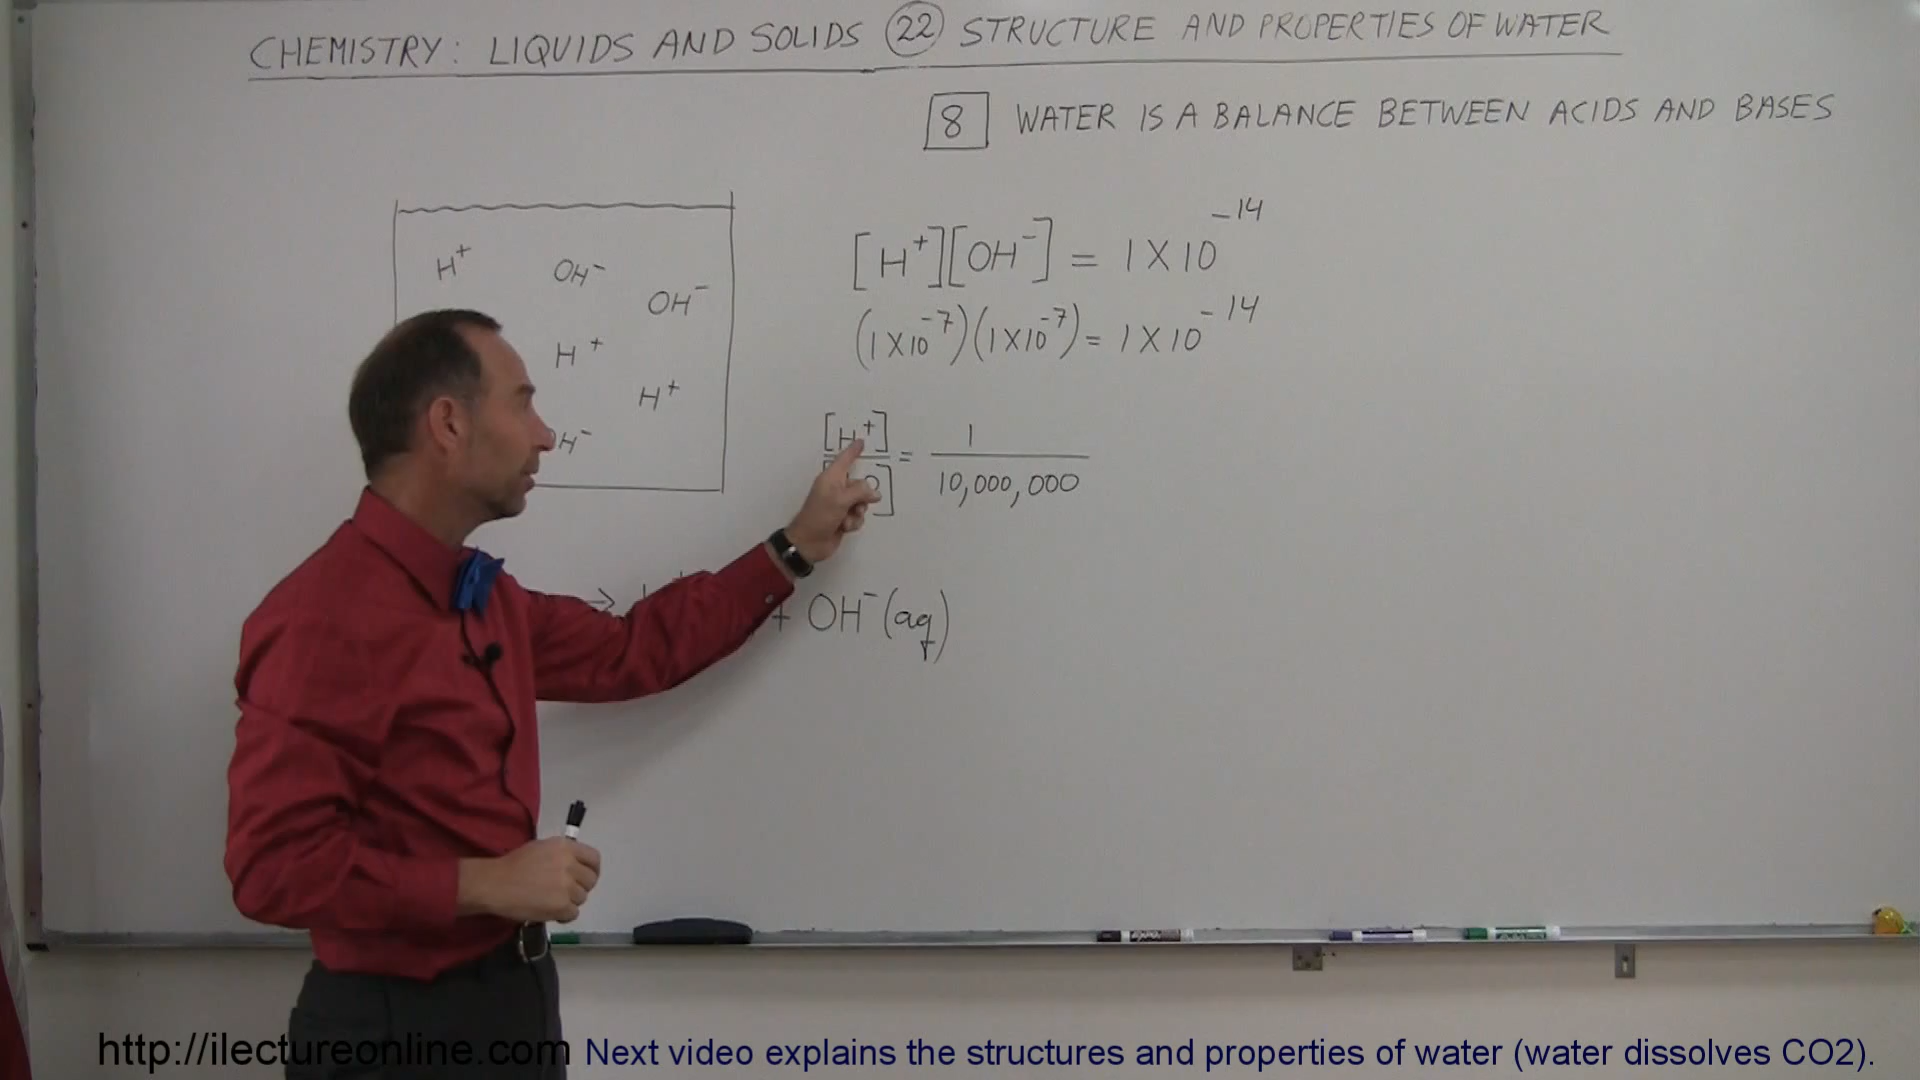 CHEMISTRY: LIQUIDS AND SOLIDS 22 STRUCTURE AND PROPERTIES OF WATER
8 WATER IS A BALANCE BETWEEN ACIDS AND BASES
H⁺ OH⁻ OH⁻
H⁺
H⁺
[H⁺][OH⁻] = 1 X 10⁻¹⁴
(1 X 10⁻⁷)(1 X 10⁻⁷) = 1 X 10⁻¹⁴
[H⁺] = 1
10,000,000
→ + OH⁻(aq)
http://ilectureonline.com Next video explains the structures and properties of water (water dissolves CO2).